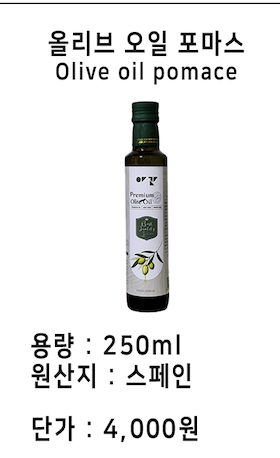 올리브 오일 포마스
Olive oil pomace
Premium
Olive Oil
용량 : 250ml
원산지 : 스페인
단가 : 4,000원